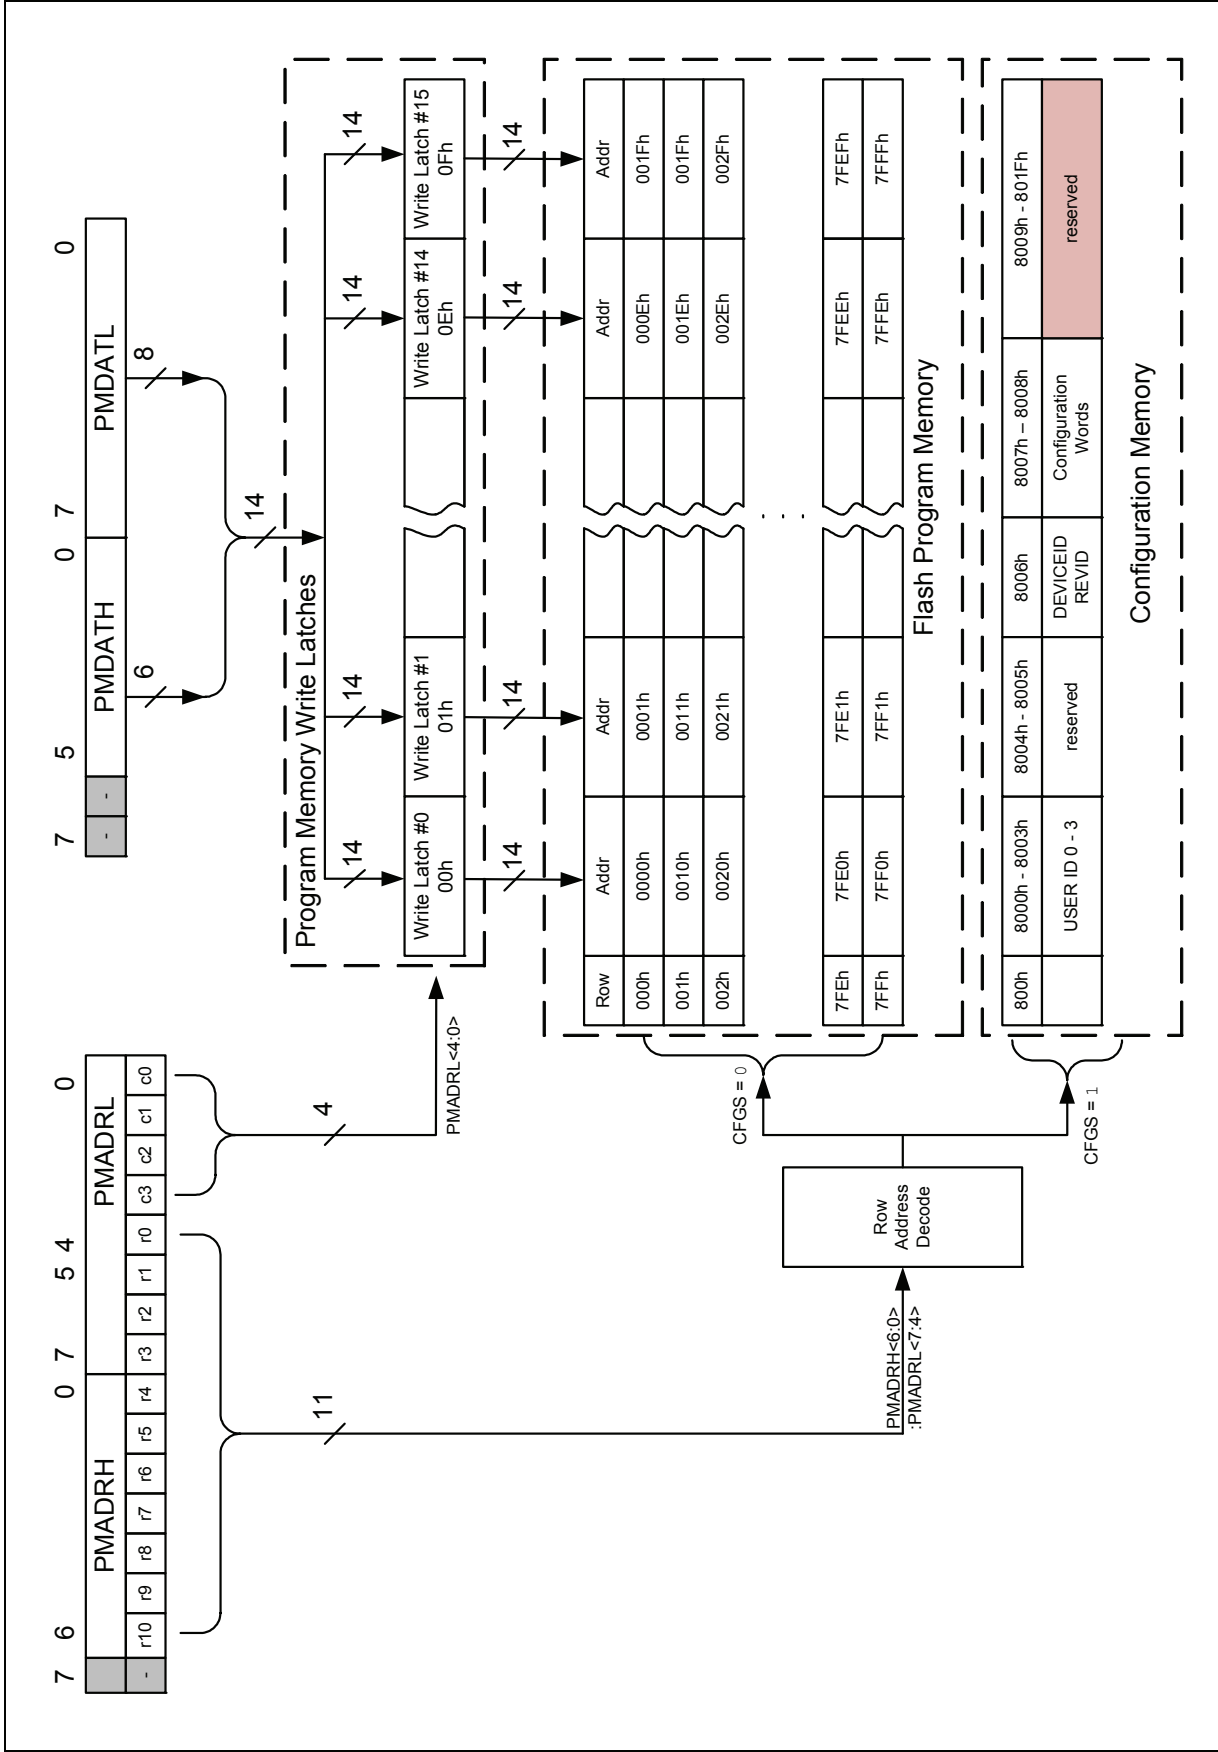 7 6 0 7 5 4 0
PMADRH PMADRL
- r10 r9 r8 r7 r6 r5 r4 r3 r2 r1 r0 c3 c2 c1 c0
11
4
PMADRL<4:0>
PMADRH<6:0>
:PMADRL<7:4>
Row
Address
Decode
CFGS = 0
CFGS = 1
7 5 0 7 0
- - PMDATH PMDATL
6 8
14
Program Memory Write Latches
14 14 14 14
Write Latch #0 Write Latch #1 Write Latch #14 Write Latch #15
00h 01h 0Eh 0Fh
14 14 14 14
Row Addr Addr Addr Addr
000h 0000h 0001h 000Eh 001Fh
001h 0010h 0011h 001Eh 001Fh
002h 0020h 0021h 002Eh 002Fh
. . . .
7FEh 7FE0h 7FE1h 7FEEh 7FEFh
7FFh 7FF0h 7FF1h 7FFEh 7FFFh
Flash Program Memory
800h 8000h - 8003h 8004h - 8005h 8006h 8007h – 8008h 8009h - 801Fh
USER ID 0 - 3 reserved DEVICEID Configuration reserved
REVID Words
Configuration Memory